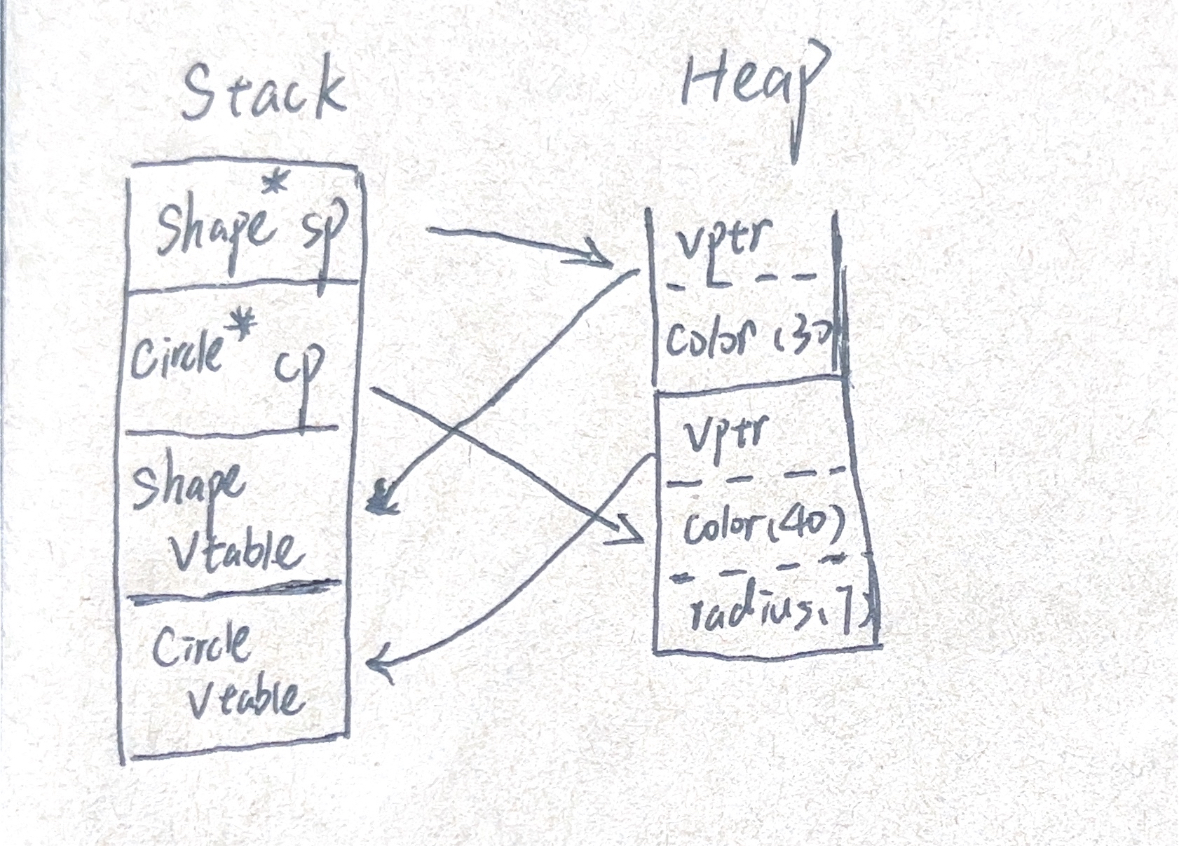 Stack
Heap
Shape* sp
Circle* cp
Shape
Vtable
Circle
Vtable
vptr
color (30)
vptr
color(40)
radius(7)